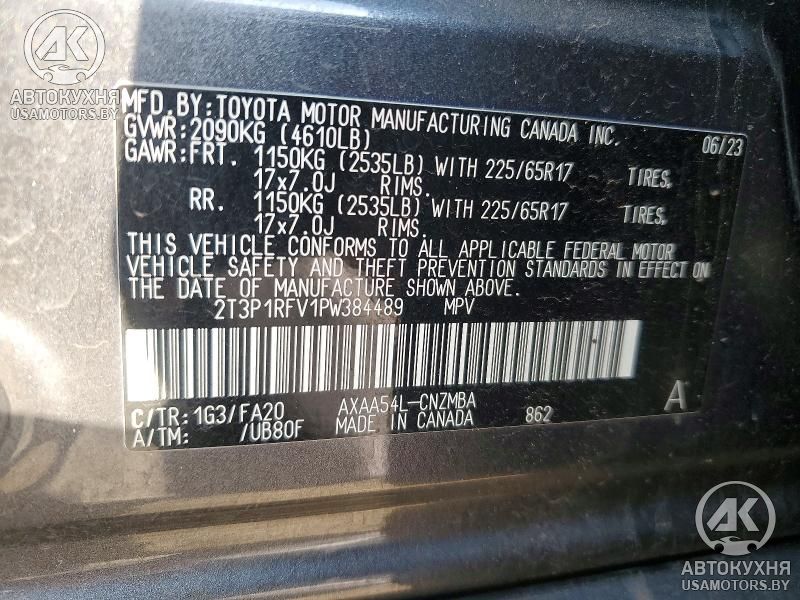 AK
АВТОКУХНЯ
USAMOTORS.BY
MFD.BY:TOYOTA MOTOR MANUFACTURING CANADA INC. 06/23
GVWR:2090KG (4610LB)
GAWR:FRT. 1150KG (2535LB) WITH 225/65R17 TIRES,
17x7.0J RIMS.
RR. 1150KG (2535LB) WITH 225/65R17 TIRES,
17x7.0J RIMS.
THIS VEHICLE CONFORMS TO ALL APPLICABLE FEDERAL MOTOR
VEHICLE SAFETY AND THEFT PREVENTION STANDARDS IN EFFECT ON
THE DATE OF MANUFACTURE SHOWN ABOVE.
2T3P1RFV1PW384489 MPV
C/TR:1G3/FA20 AXAA54L-CNZMBA A
A/TM: /UB80F MADE IN CANADA 862
AK
АВТОКУХНЯ
USAMOTORS.BY